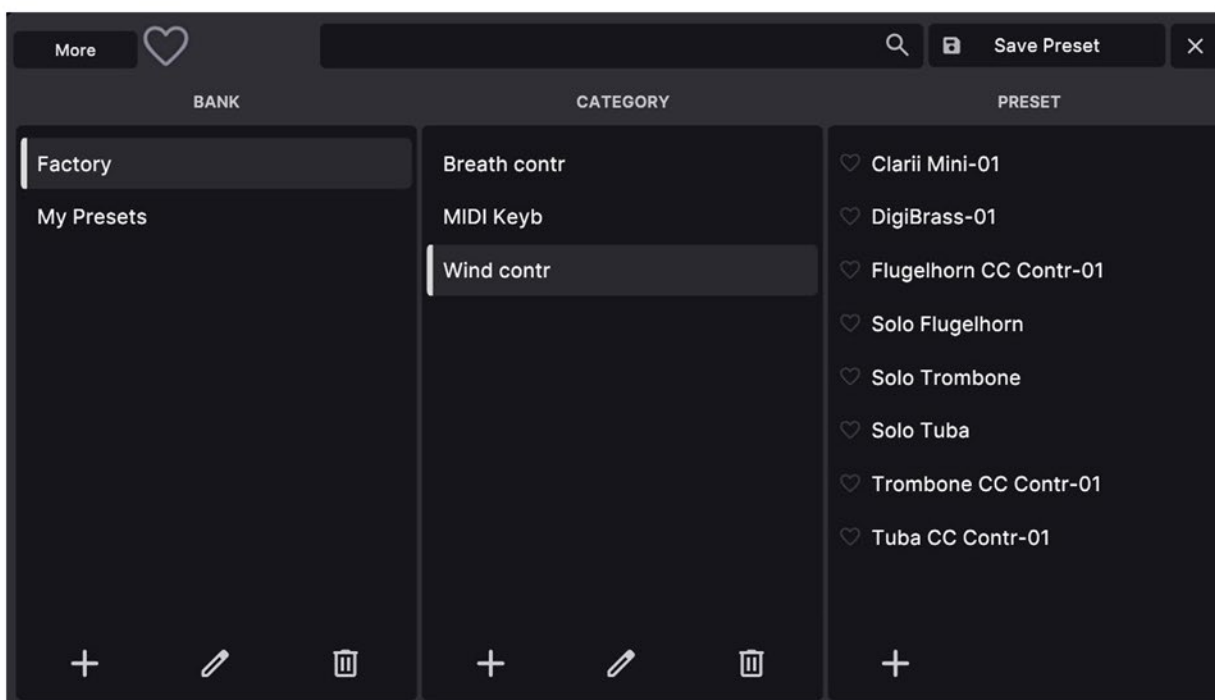 More
Save Preset
BANK
CATEGORY
PRESET
Factory
My Presets
Breath contr
MIDI Keyb
Wind contr
Clarii Mini-01
DigiBrass-01
Flugelhorn CC Contr-01
Solo Flugelhorn
Solo Trombone
Solo Tuba
Trombone CC Contr-01
Tuba CC Contr-01